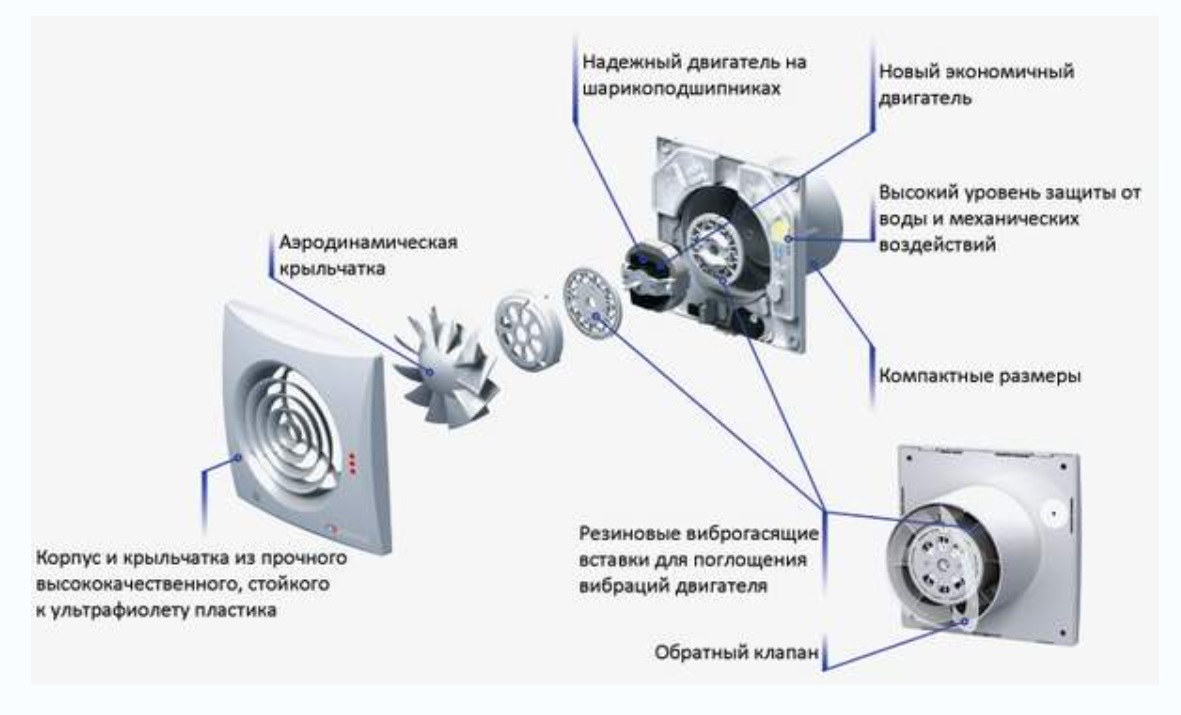 Надежный двигатель на
шарикоподшипниках
Новый экономичный
двигатель
Высокий уровень защиты от
воды и механических
воздействий
Аэродинамическая
крыльчатка
Компактные размеры
Корпус и крыльчатка из прочного
высококачественного, стойкого
к ультрафиолету пластика
Резиновые виброгасящие
вставки для поглощения
вибраций двигателя
Обратный клапан